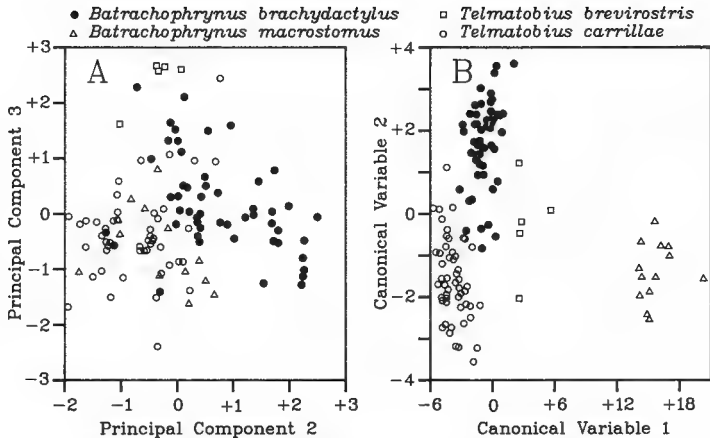 ● Batrachophrynus brachydactylus □ Telmatobius brevirostris
△ Batrachophrynus macrostomus ○ Telmatobius carrillae
A
+3
+2
+1
0
−1
−2
−3
Principal Component 3
−2 −1 0 +1 +2 +3
Principal Component 2
B
+4
+2
0
−2
−4
Canonical Variable 2
−6 0 +6 +12 +18
Canonical Variable 1